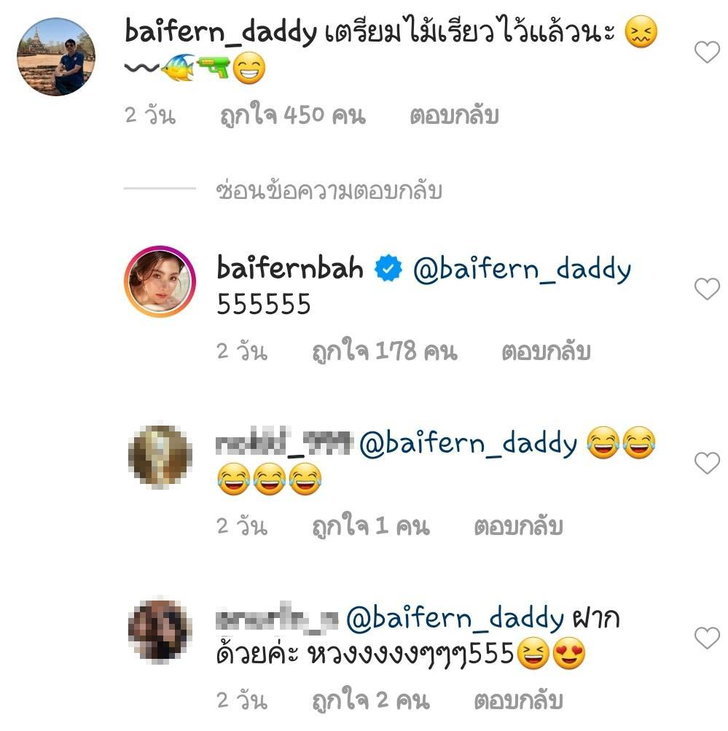 baifern_daddy เตรียมไม้เรียวไว้แล้วนะ 😖
〰️🐠🔫😁
2 วัน ถูกใจ 450 คน ตอบกลับ
ซ่อนข้อความตอบกลับ
baifernbah @baifern_daddy
555555
2 วัน ถูกใจ 178 คน ตอบกลับ
@baifern_daddy 😂😂
😂😂😂
2 วัน ถูกใจ 1 คน ตอบกลับ
@baifern_daddy ฝาก
ด้วยค่ะ หวงงงงงๆๆๆ555😆😍
2 วัน ถูกใจ 2 คน ตอบกลับ